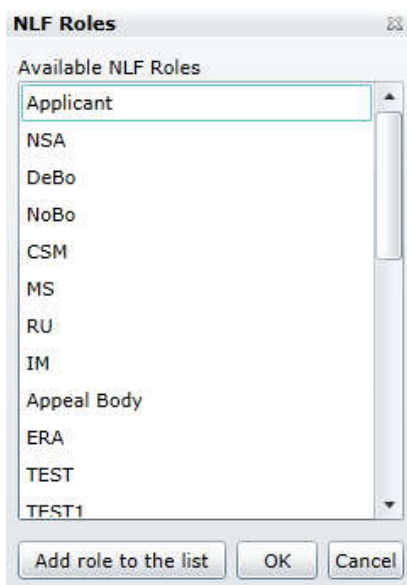 NLF Roles
Available NLF Roles
Applicant
NSA
DeBo
NoBo
CSM
MS
RU
IM
Appeal Body
ERA
TEST
TEST1
Add role to the list OK Cancel